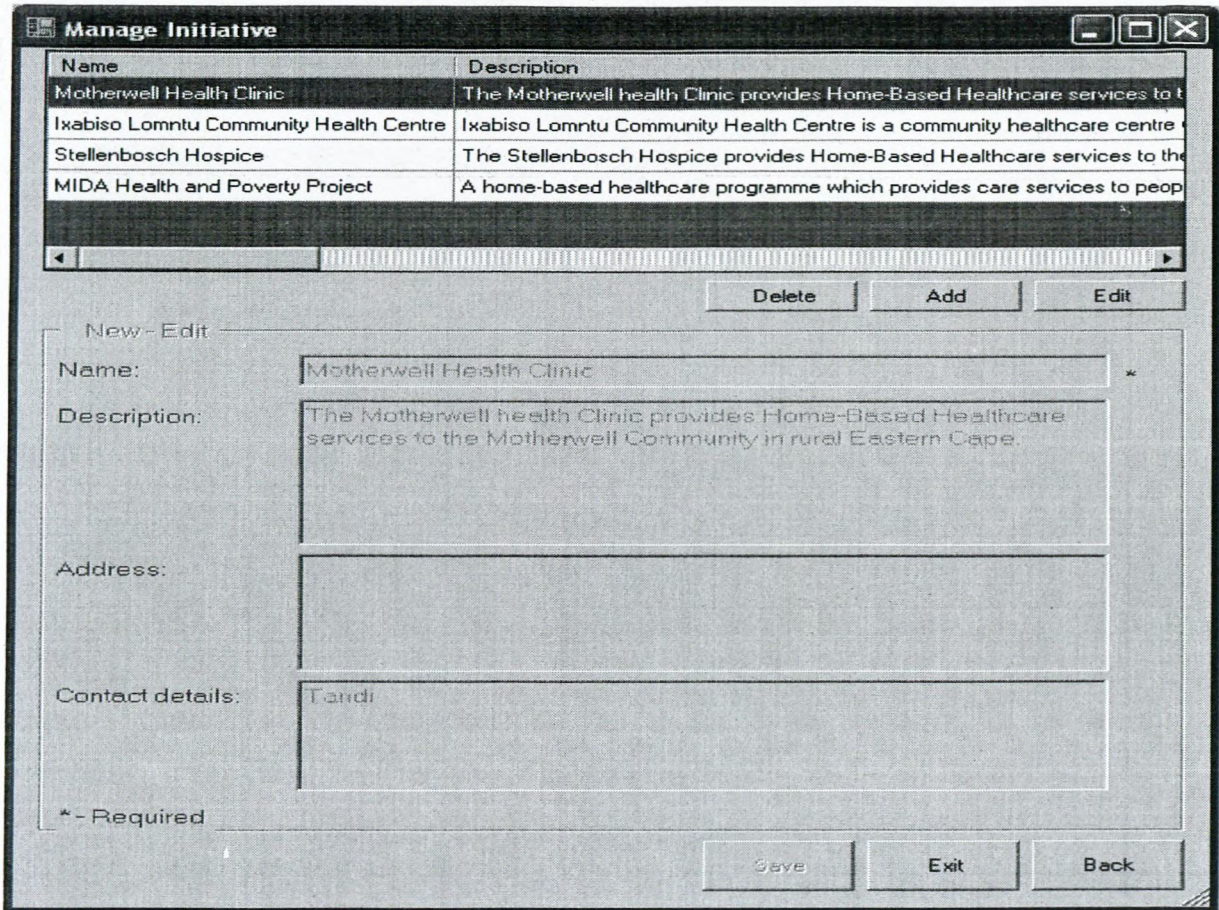 Manage Initiative
Name Description
Motherwell Health Clinic The Motherwell health Clinic provides Home-Based Healthcare services to t
Ixabiso Lomntu Community Health Centre Ixabiso Lomntu Community Health Centre is a community healthcare centre
Stellenbosch Hospice The Stellenbosch Hospice provides Home-Based Healthcare services to the
MIDA Health and Poverty Project A home-based healthcare programme which provides care services to peop
Delete Add Edit
New - Edit
Name: Motherwell Health Clinic *
Description: The Motherwell health Clinic provides Home-Based Healthcare
services to the Motherwell Community in rural Eastern Cape.
Address:
Contact details: Tandi
* - Required
Save Exit Back